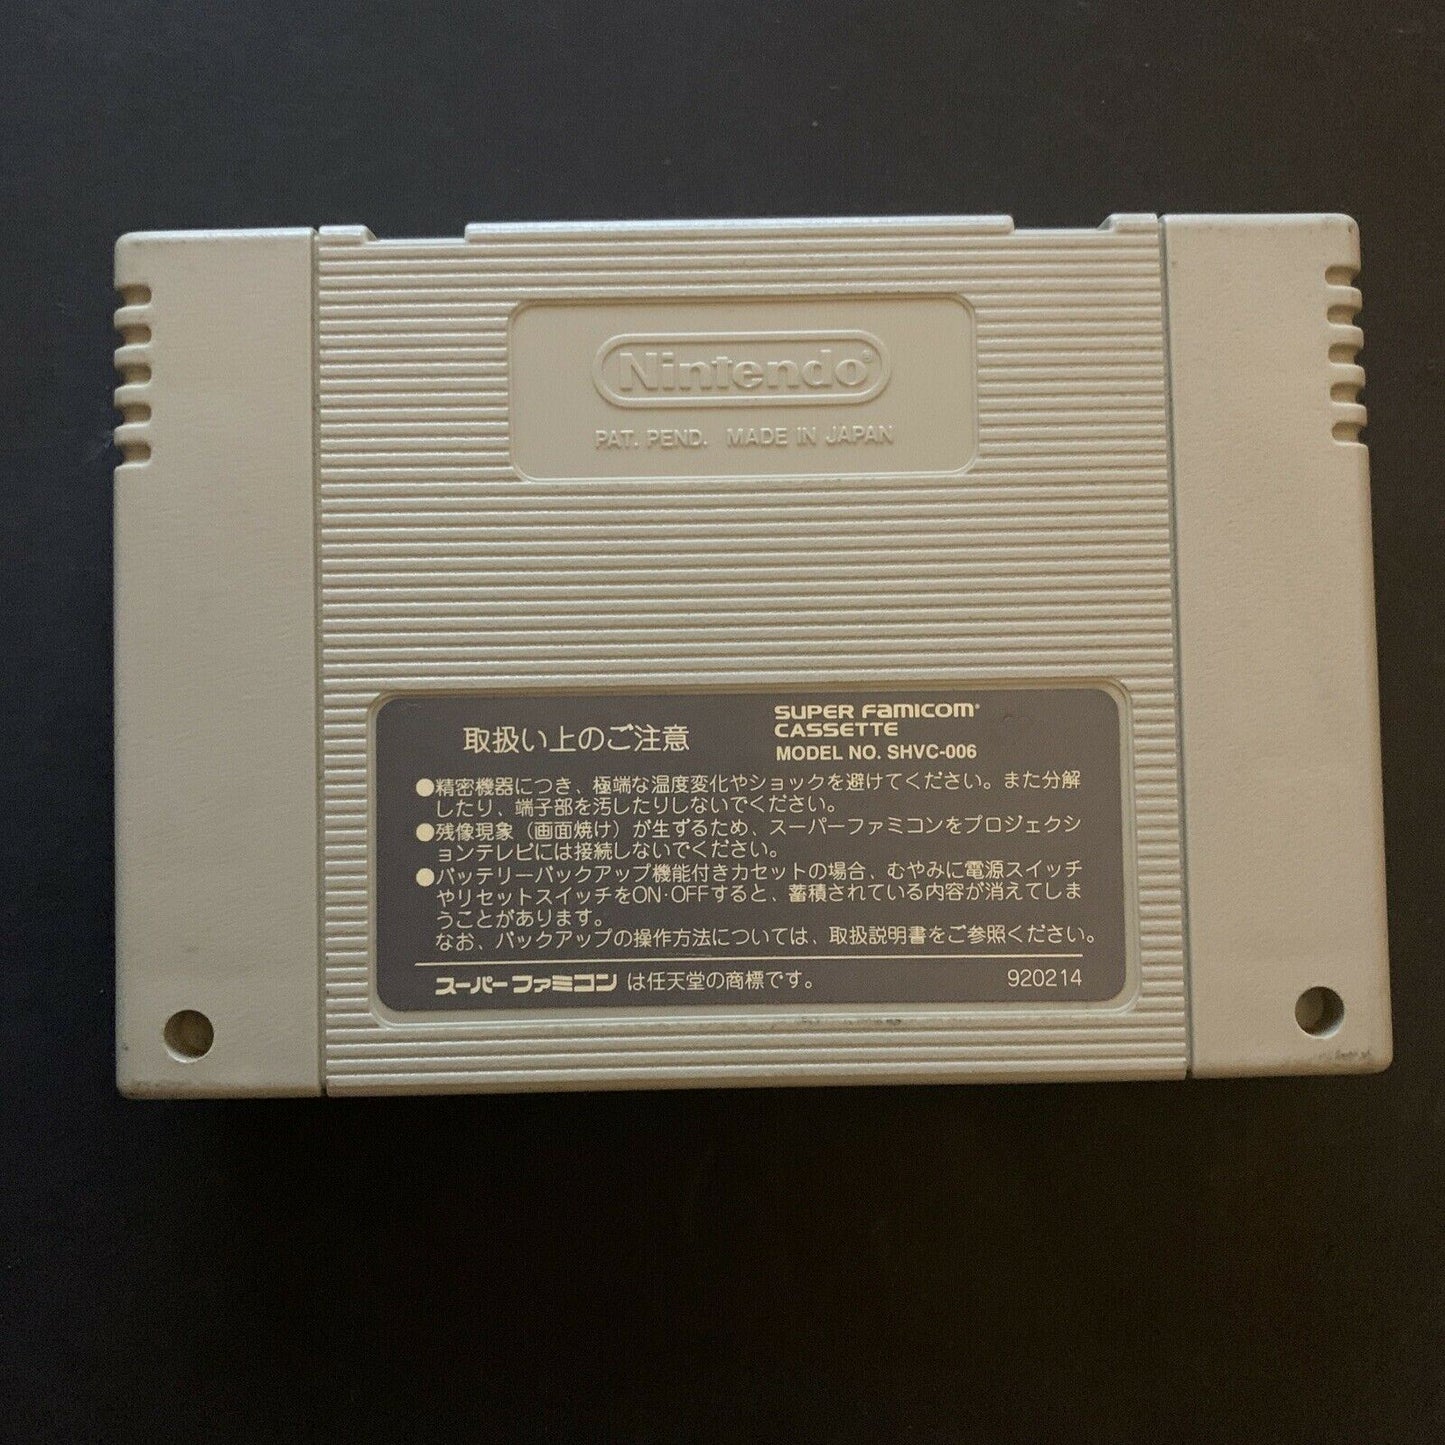 Nintendo®
PAT. PEND. MADE IN JAPAN
取扱い上のご注意
SUPER FAMICOM®
CASSETTE
MODEL NO. SHVC-006
●精密機器につき、極端な温度変化やショックを避けてください。また分解
したり、端子部を汚したりしないでください。
●残像現象（画面焼け）が生ずるため、スーパーファミコンをプロジェクシ
ョンテレビには接続しないでください。
●バッテリーバックアップ機能付きカセットの場合、むやみに電源スイッチ
やリセットスイッチをON·OFFすると、蓄積されている内容が消えてしま
うことがあります。
なお、バックアップの操作方法については、取扱説明書をご参照ください。
スーパーファミコン は任天堂の商標です。 920214